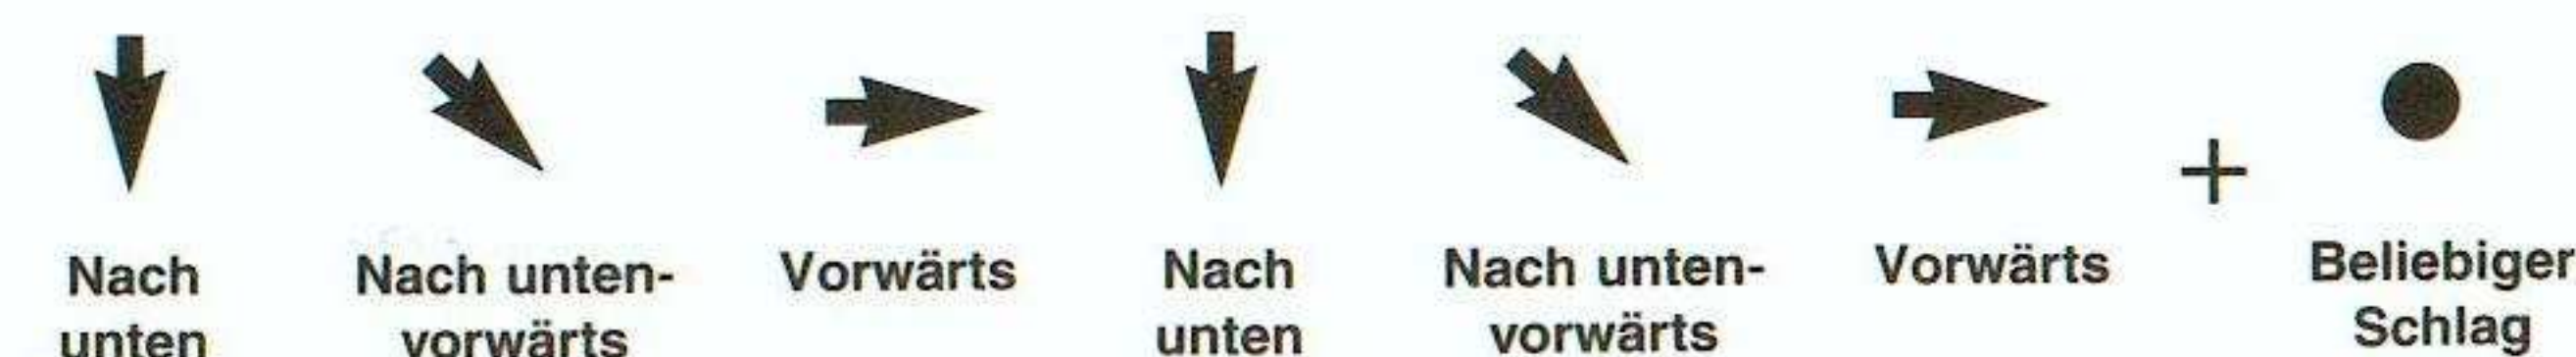 +
Nach unten- Nach unten-
Nach Vorwärts Nach Vorwärts Beliebiger
unten vorwärts unten vorwärts Schlag